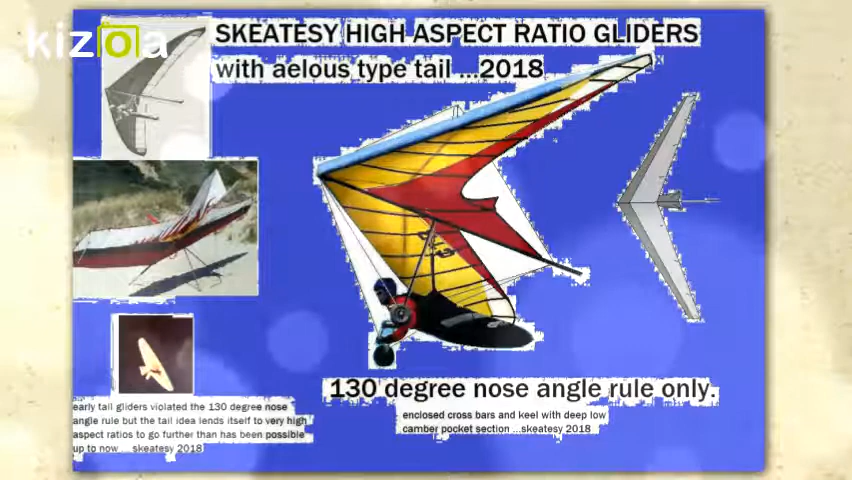 kizoa
SKEATESY HIGH ASPECT RATIO GLIDERS
with aelous type tail ...2018
130 degree nose angle rule only.
enclosed cross bars and keel with deep low
camber pocket section ...skeatesy 2018
early tail gliders violated the 130 degree nose
angle rule but the tail idea lends itself to very high
aspect ratios to go further than has been possible
up to now ... skeatesy 2018